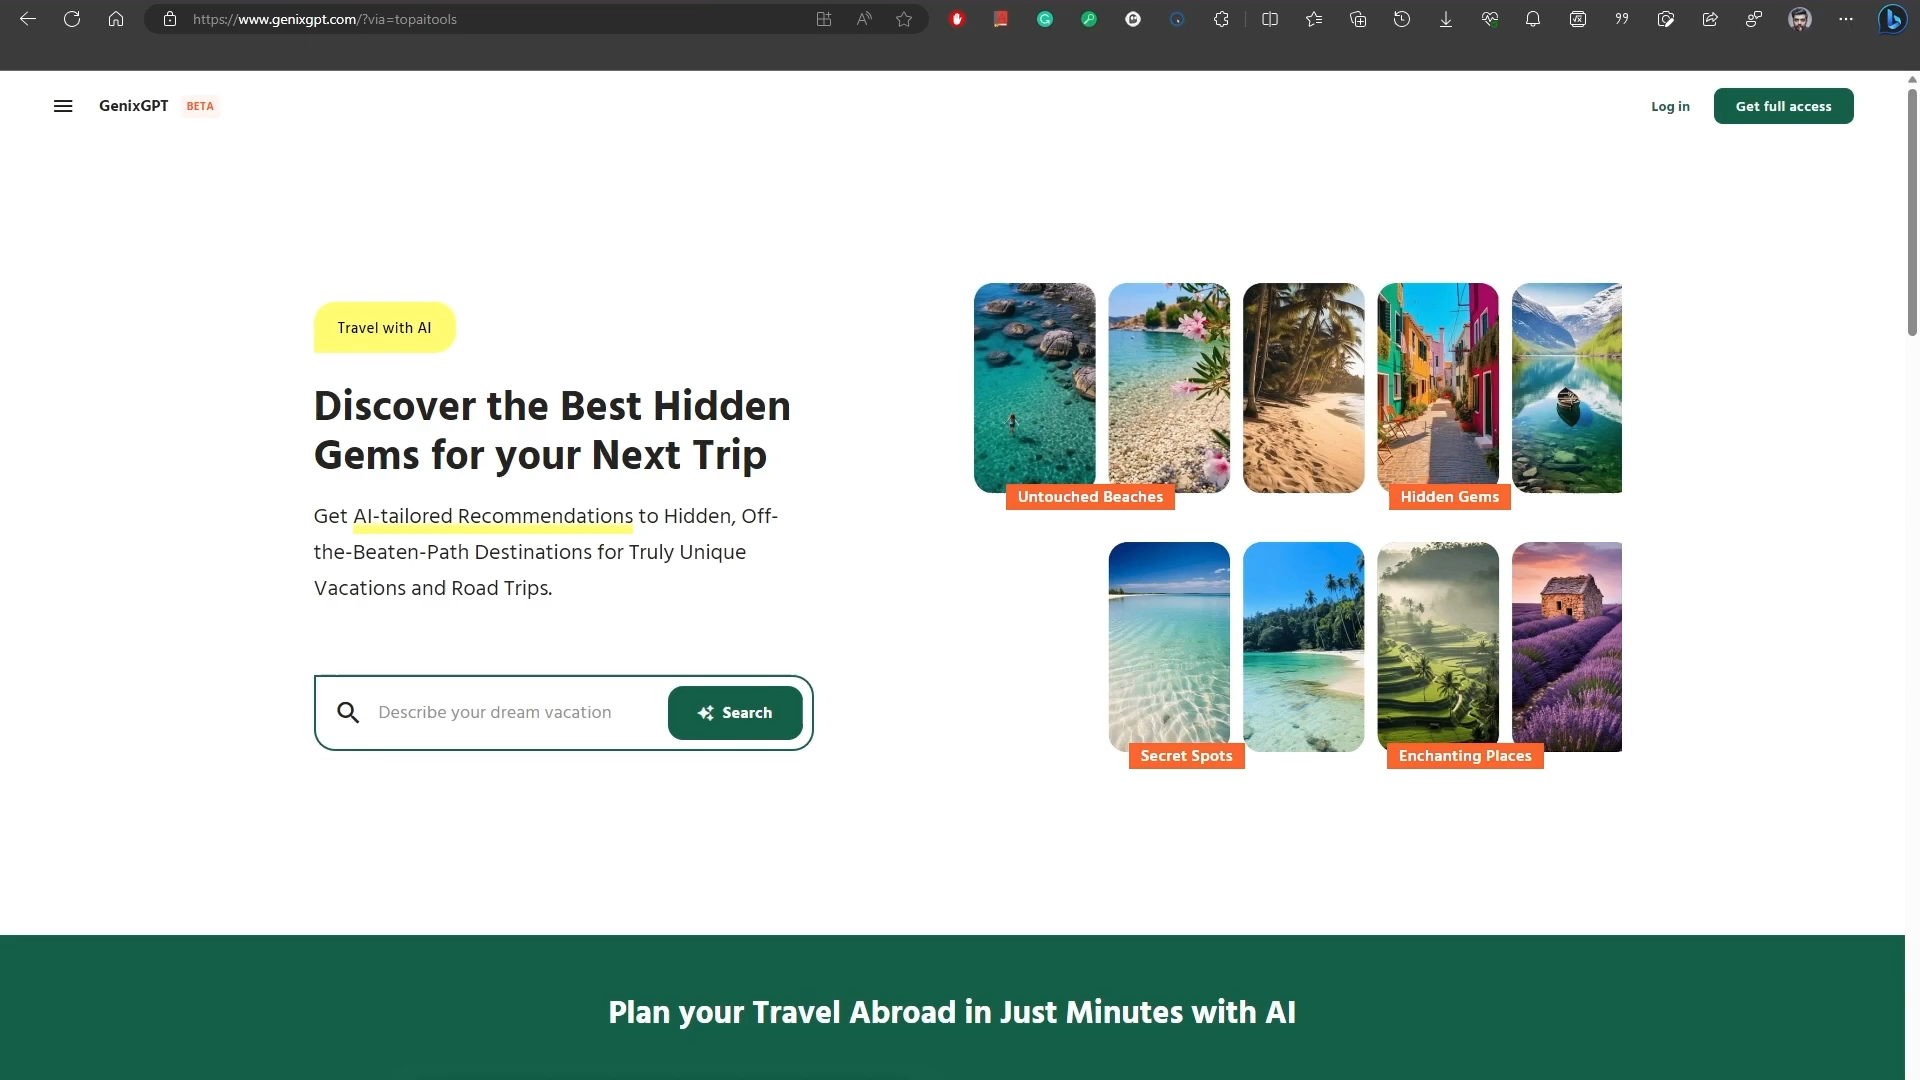 https://www.genixgpt.com/?via=topaitools
GenixGPT BETA
Log in
Get full access
Travel with AI
Discover the Best Hidden
Gems for your Next Trip
Get AI-tailored Recommendations to Hidden, Off-
the-Beaten-Path Destinations for Truly Unique
Vacations and Road Trips.
Describe your dream vacation
Search
Untouched Beaches
Hidden Gems
Secret Spots
Enchanting Places
Plan your Travel Abroad in Just Minutes with AI